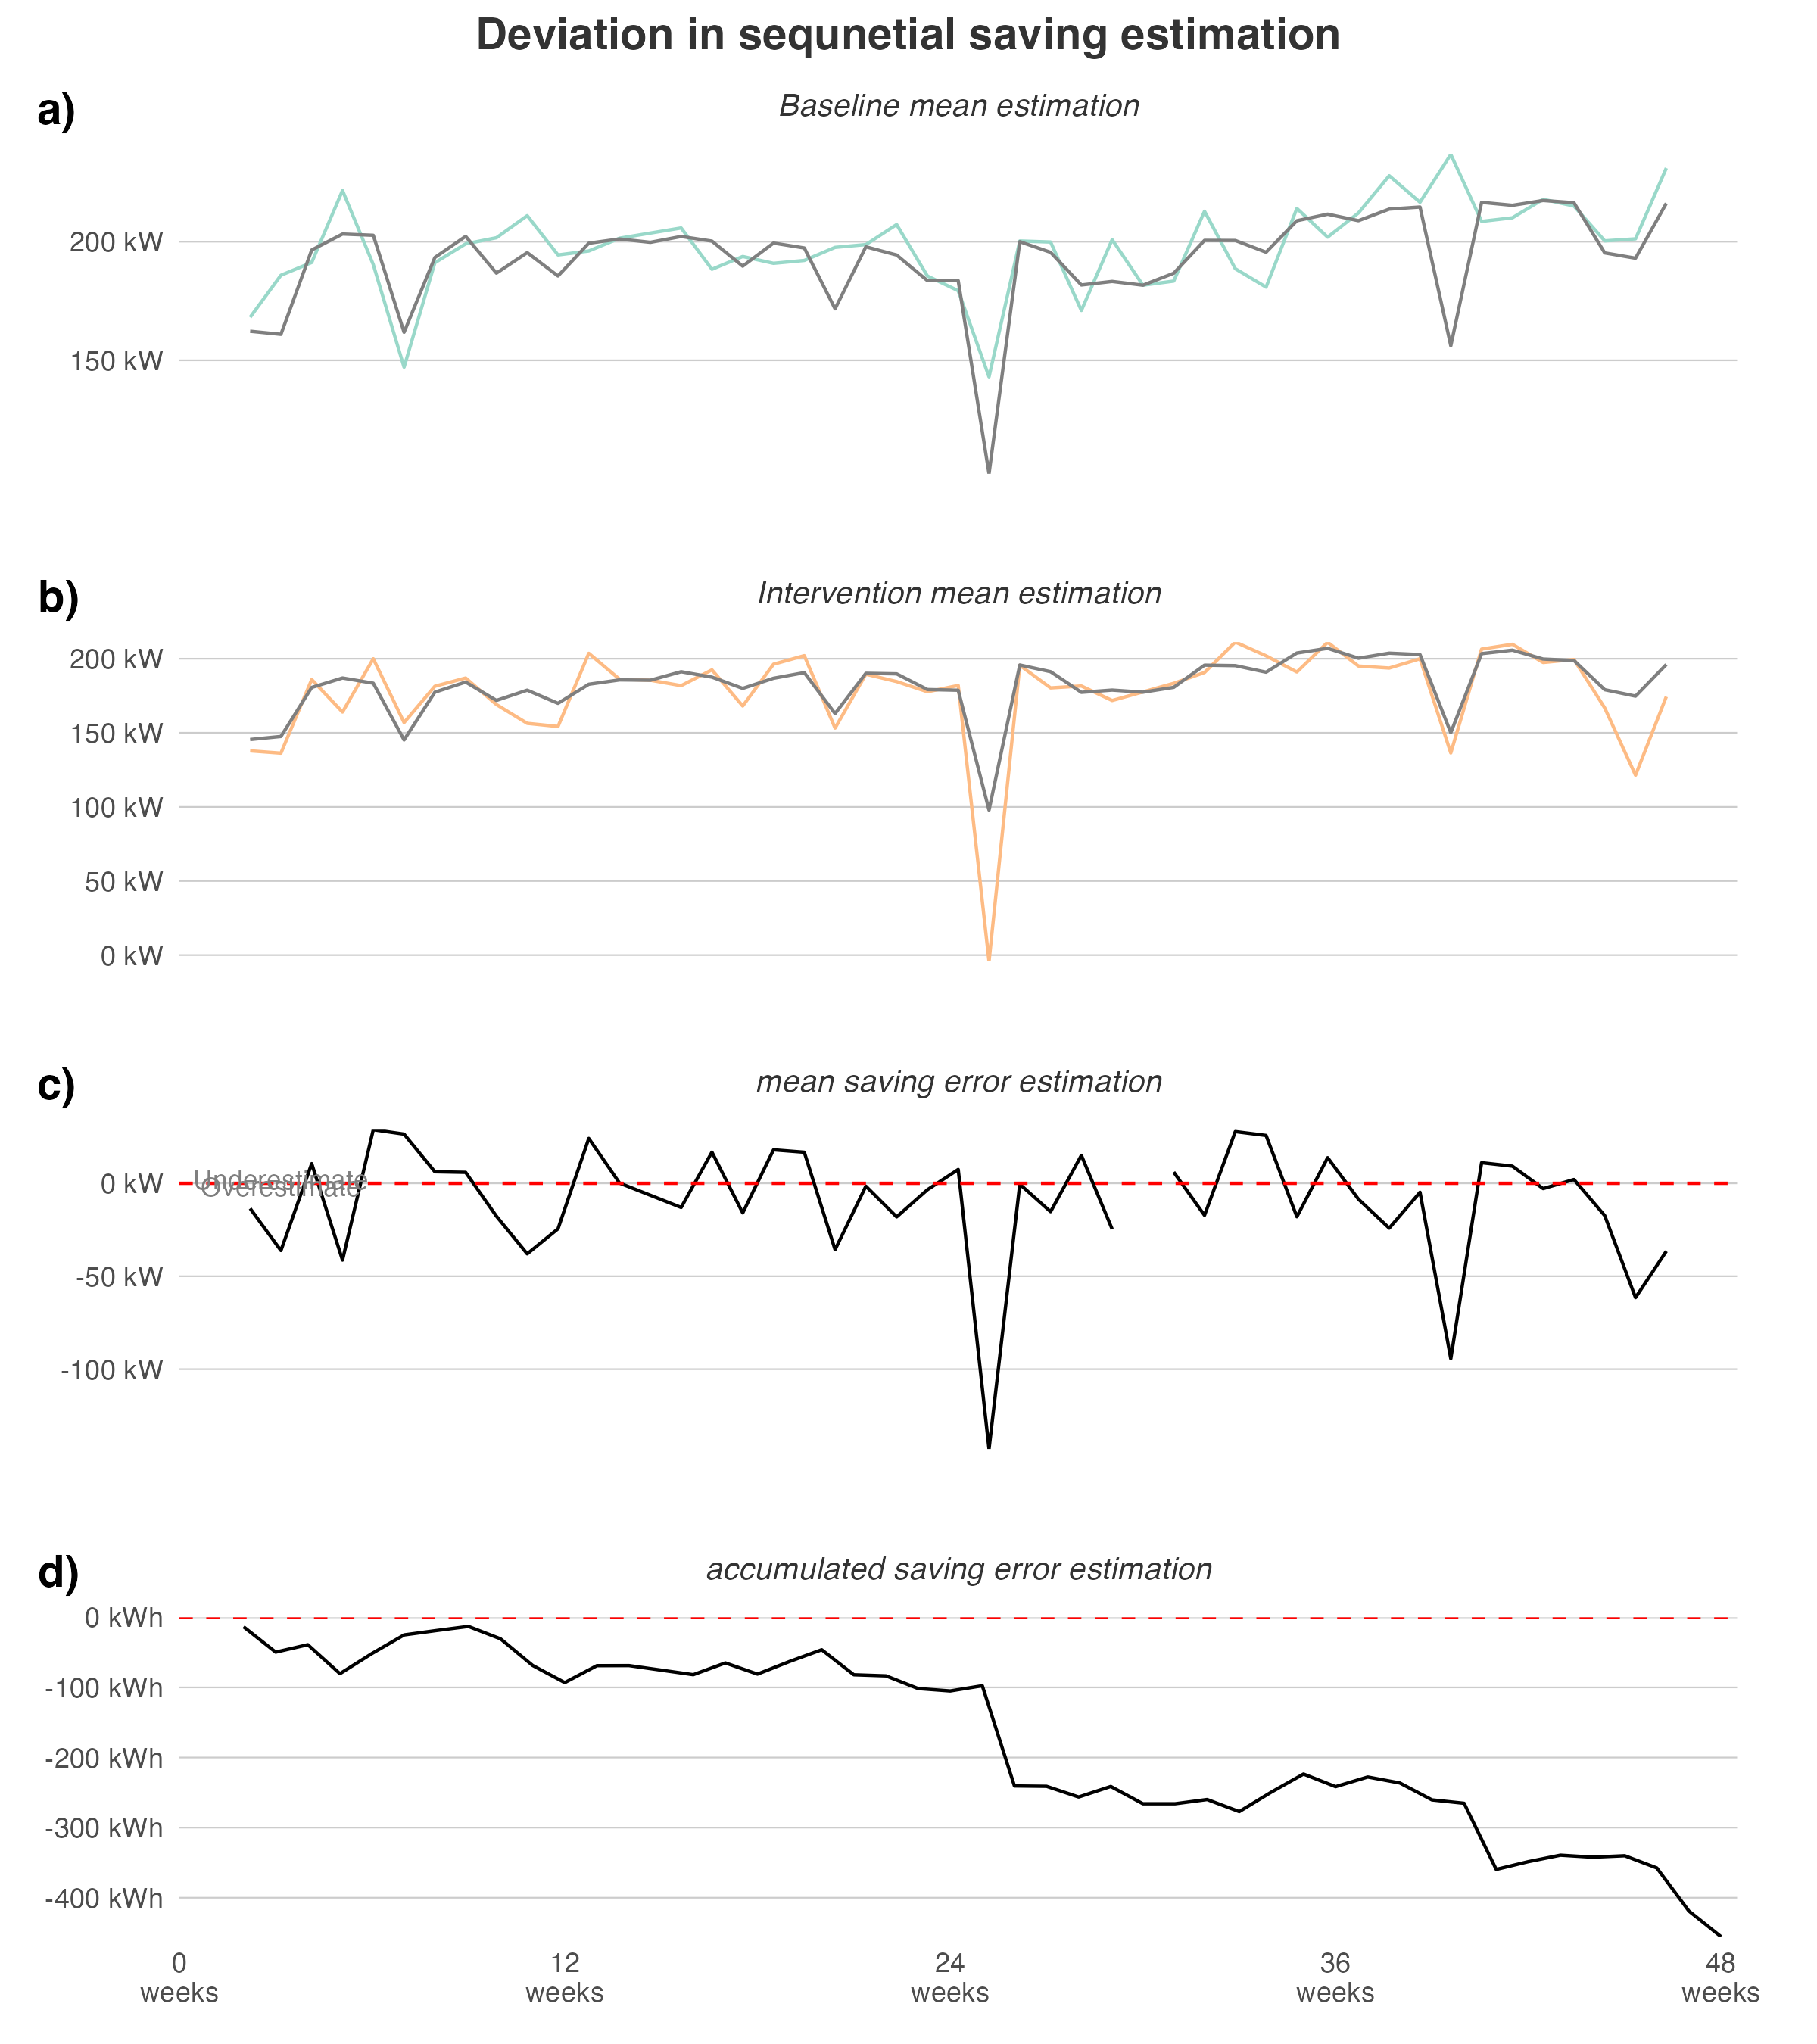 Deviation in sequnetial saving estimation
a)
Baseline mean estimation
200 kW
150 kW
b)
Intervention mean estimation
200 kW
150 kW
100 kW
50 kW
0 kW
c)
mean saving error estimation
Underestimate
Overestimate
0 kW
-50 kW
-100 kW
d)
accumulated saving error estimation
0 kWh
-100 kWh
-200 kWh
-300 kWh
-400 kWh
0
weeks
12
weeks
24
weeks
36
weeks
48
weeks